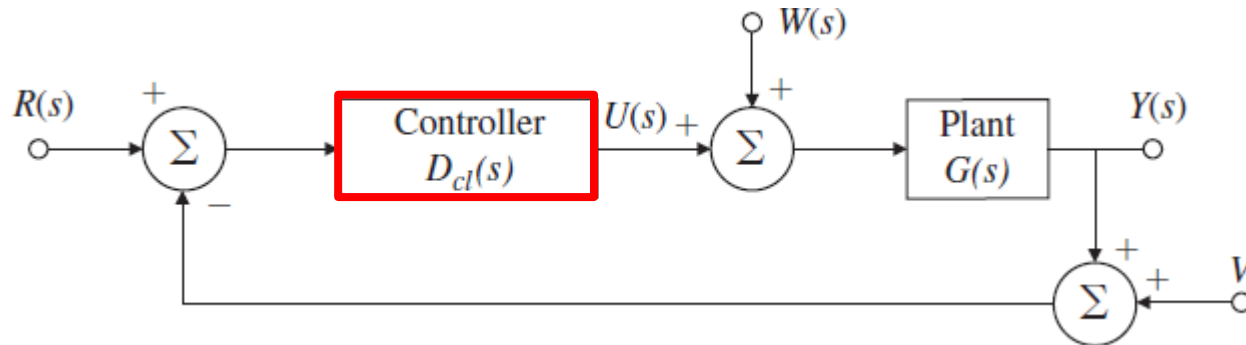 W(s)
R(s)
+
Σ
−
Controller
D_cl(s)
U(s)
+
+
Σ
Plant
G(s)
Y(s)
+
+
Σ
V